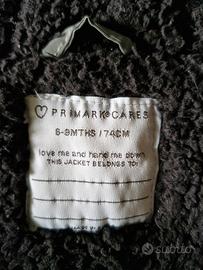 ♡ PRIMARK®CARES
6-9MTHS / 74CM
love me and hand me down
THIS JACKET BELONGS TO:
subito